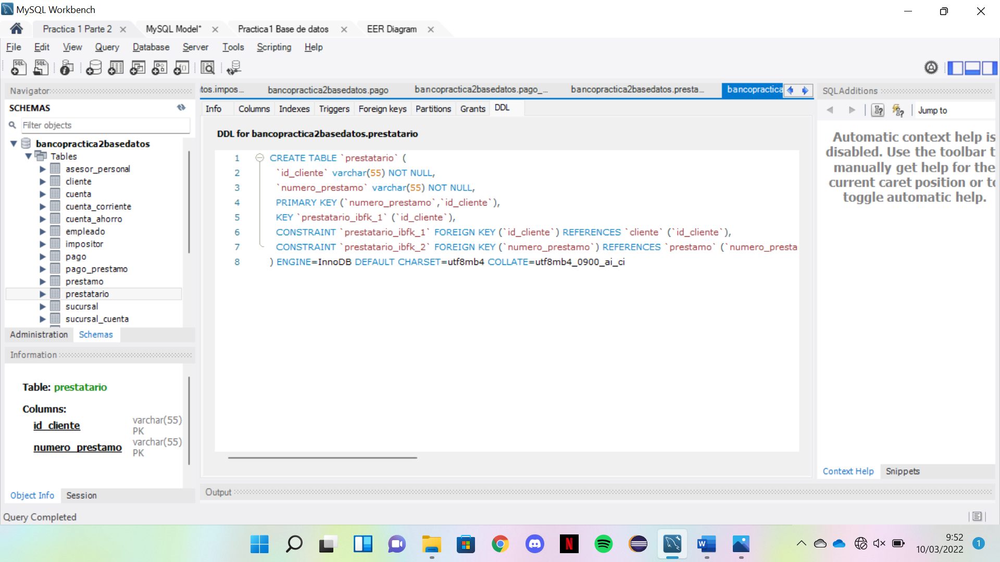 MySQL Workbench
Practica 1 Parte 2
MySQL Model*
Practica1 Base de datos
EER Diagram
File Edit View Query Database Server Tools Scripting Help
Navigator
tos.impos...
bancopractica2basedatos.pago
bancopractica2basedatos.pago_...
bancopractica2basedatos.presta...
bancopractica
SQLAdditions
SCHEMAS
Info Columns Indexes Triggers Foreign keys Partitions Grants DDL
Jump to
Filter objects
bancopractica2basedatos
Tables
asesor_personal
cliente
cuenta
cuenta_corriente
cuenta_ahorro
empleado
impositor
pago
pago_prestamo
prestamo
prestatario
sucursal
sucursal_cuenta
Administration Schemas
Information
Table: prestatario
Columns:
id_cliente varchar(55)
PK
numero_prestamo varchar(55)
PK
Object Info Session
Query Completed
DDL for bancopractica2basedatos.prestatario
1 CREATE TABLE `prestatario` (
2 `id_cliente` varchar(55) NOT NULL,
3 `numero_prestamo` varchar(55) NOT NULL,
4 PRIMARY KEY (`numero_prestamo`,`id_cliente`),
5 KEY `prestatario_ibfk_1` (`id_cliente`),
6 CONSTRAINT `prestatario_ibfk_1` FOREIGN KEY (`id_cliente`) REFERENCES `cliente` (`id_cliente`),
7 CONSTRAINT `prestatario_ibfk_2` FOREIGN KEY (`numero_prestamo`) REFERENCES `prestamo` (`numero_presta
8 ) ENGINE=InnoDB DEFAULT CHARSET=utf8mb4 COLLATE=utf8mb4_0900_ai_ci
Output
Automatic context help is
disabled. Use the toolbar t
manually get help for the
current caret position or to
toggle automatic help.
Context Help Snippets
9:52
10/03/2022
1